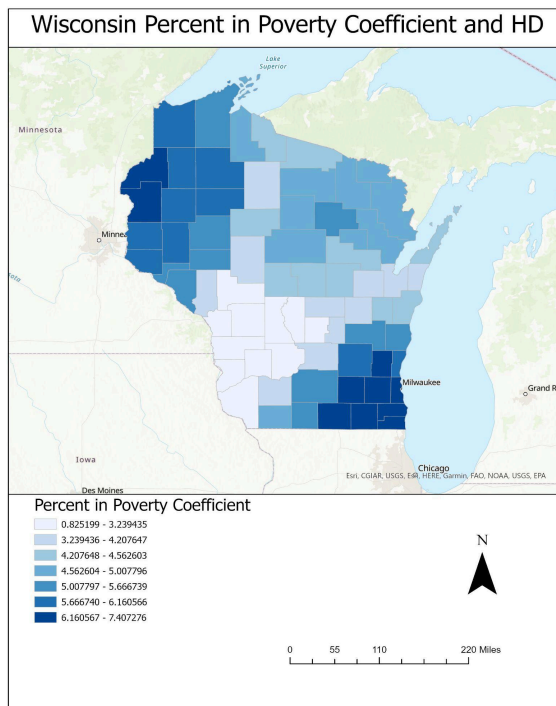 Wisconsin Percent in Poverty Coefficient and HD
Lake
Superior
Minnesota
Minnea
ota
Milwaukee
Grand R
Iowa
Chicago
Esri, CGIAR, USGS, Esri, HERE, Garmin, FAO, NOAA, USGS, EPA
Des Moines
Percent in Poverty Coefficient
0.825199 - 3.239435
3.239436 - 4.207647
4.207648 - 4.562603
4.562604 - 5.007796
5.007797 - 5.666739
5.666740 - 6.160566
6.160567 - 7.407276
N
0 55 110 220 Miles